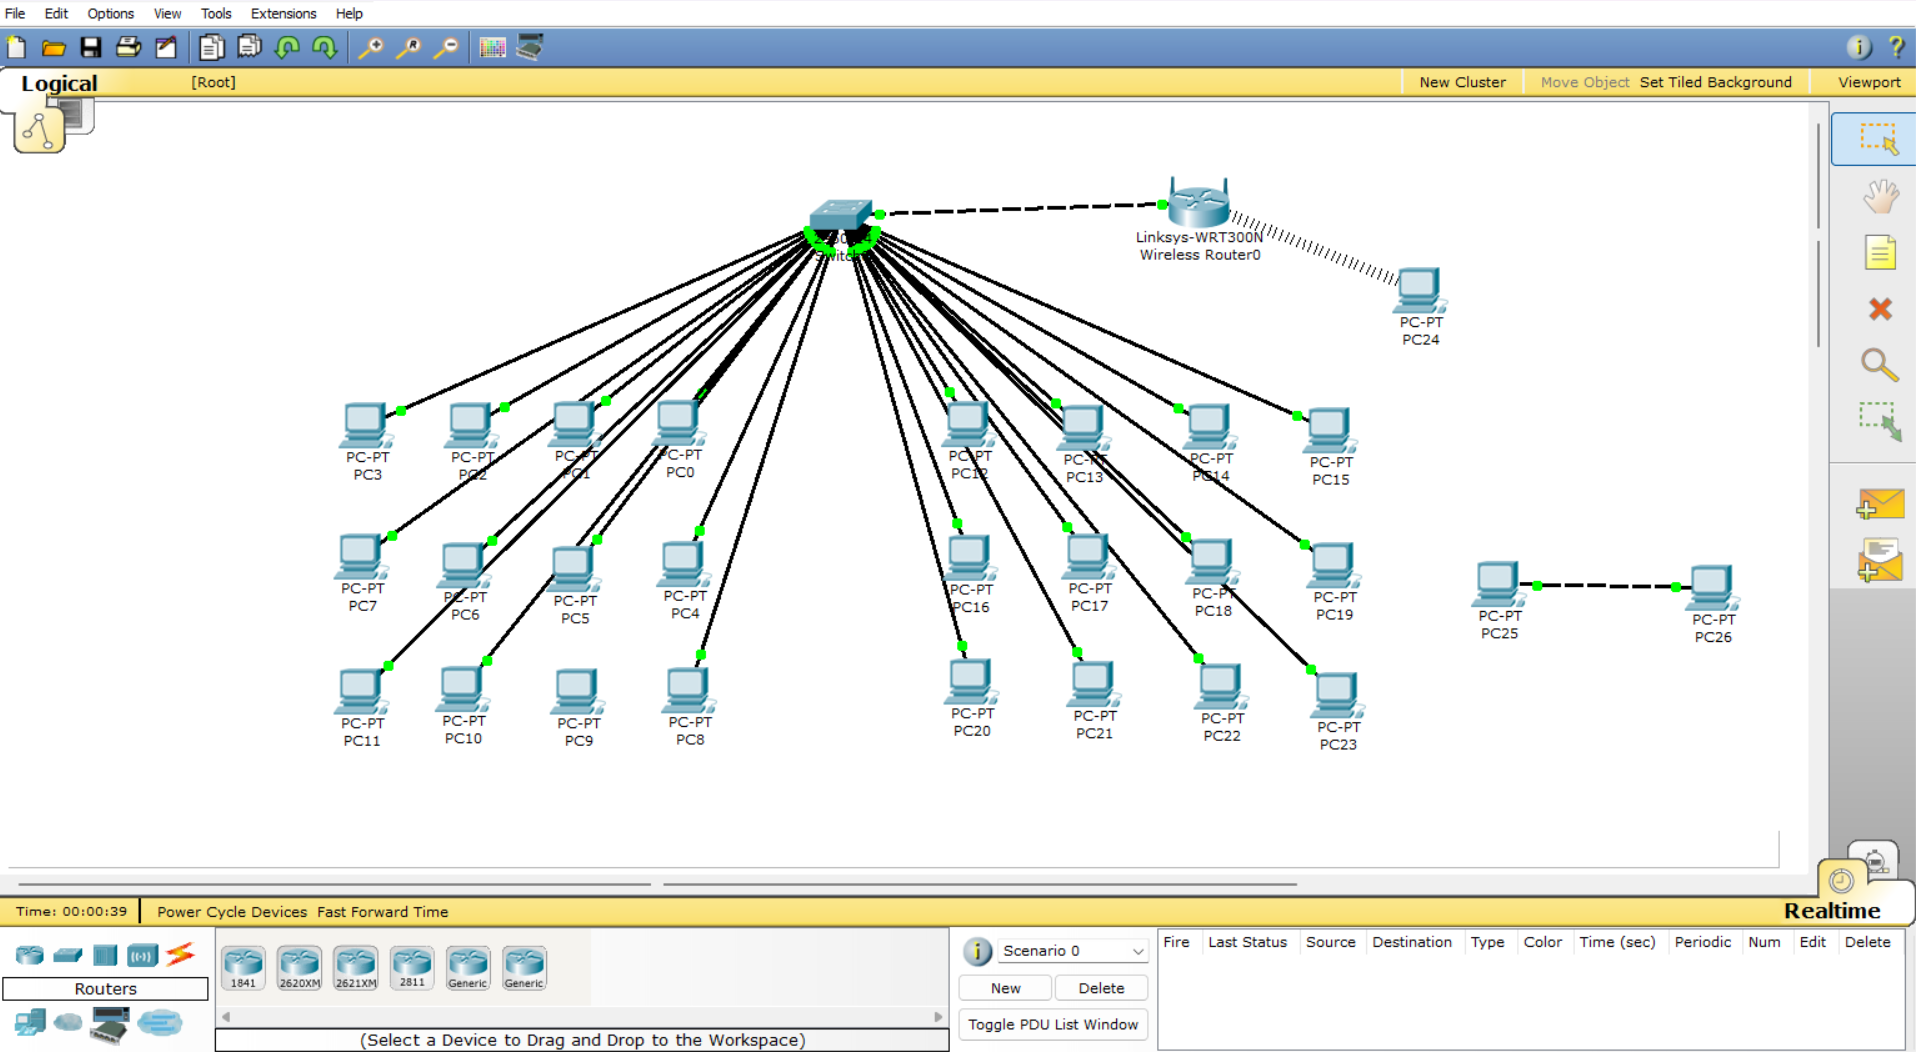 File Edit Options View Tools Extensions Help
Logical [Root] New Cluster Move Object Set Tiled Background Viewport
Linksys-WRT300N
Wireless Router0
PC-PT
PC24
PC-PT
PC3
PC-PT
PC2
PC-PT
PC1
PC-PT
PC0
PC-PT
PC12
PC-PT
PC13
PC-PT
PC14
PC-PT
PC15
PC-PT
PC7
PC-PT
PC6
PC-PT
PC5
PC-PT
PC4
PC-PT
PC16
PC-PT
PC17
PC-PT
PC18
PC-PT
PC19
PC-PT
PC25
PC-PT
PC26
PC-PT
PC11
PC-PT
PC10
PC-PT
PC9
PC-PT
PC8
PC-PT
PC20
PC-PT
PC21
PC-PT
PC22
PC-PT
PC23
Time: 00:00:39 Power Cycle Devices Fast Forward Time Realtime
Routers
1841 2620XM 2621XM 2811 Generic Generic
(Select a Device to Drag and Drop to the Workspace)
Scenario 0
New Delete
Toggle PDU List Window
Fire Last Status Source Destination Type Color Time (sec) Periodic Num Edit Delete